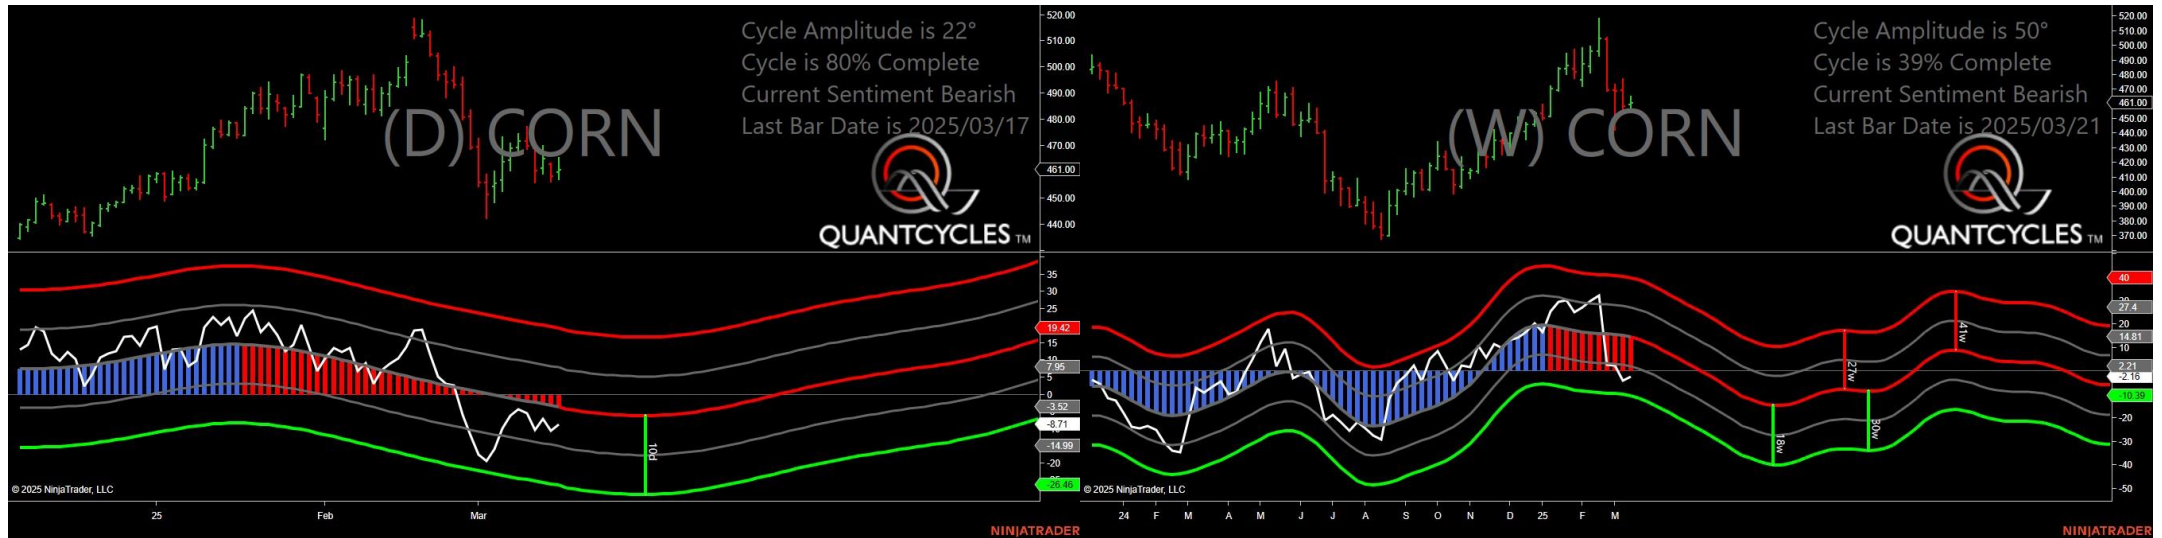 Cycle Amplitude is 22°
Cycle is 80% Complete
Current Sentiment Bearish
Last Bar Date is 2025/03/17
(D) CORN
QUANTCYCLES TM
520.00
510.00
500.00
490.00
480.00
470.00
461.00
450.00
440.00
35
30
25
19.42
15
10
7.95
5
0
-3.52
-8.71
-14.99
-20
-26.46
10d
© 2025 NinjaTrader, LLC
25 Feb Mar
NINJATRADER
Cycle Amplitude is 50°
Cycle is 39% Complete
Current Sentiment Bearish
Last Bar Date is 2025/03/21
(W) CORN
QUANTCYCLES TM
520.00
510.00
500.00
490.00
480.00
470.00
461.00
450.00
440.00
430.00
420.00
410.00
400.00
390.00
380.00
370.00
40
27.4
20
14.81
10
2.21
-2.16
-10.39
-20
-30
-40
-50
18w
27w
30w
41w
© 2025 NinjaTrader, LLC
24 F M A M J J A S O N D 25 F M
NINJATRADER